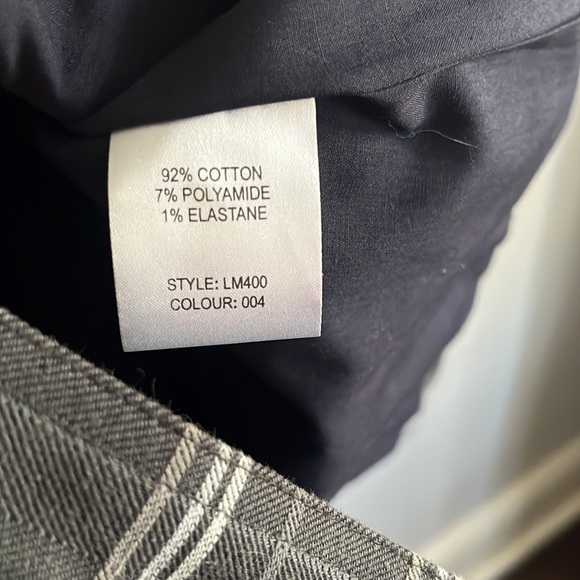 92% COTTON
7% POLYAMIDE
1% ELASTANE
STYLE: LM400
COLOUR: 004